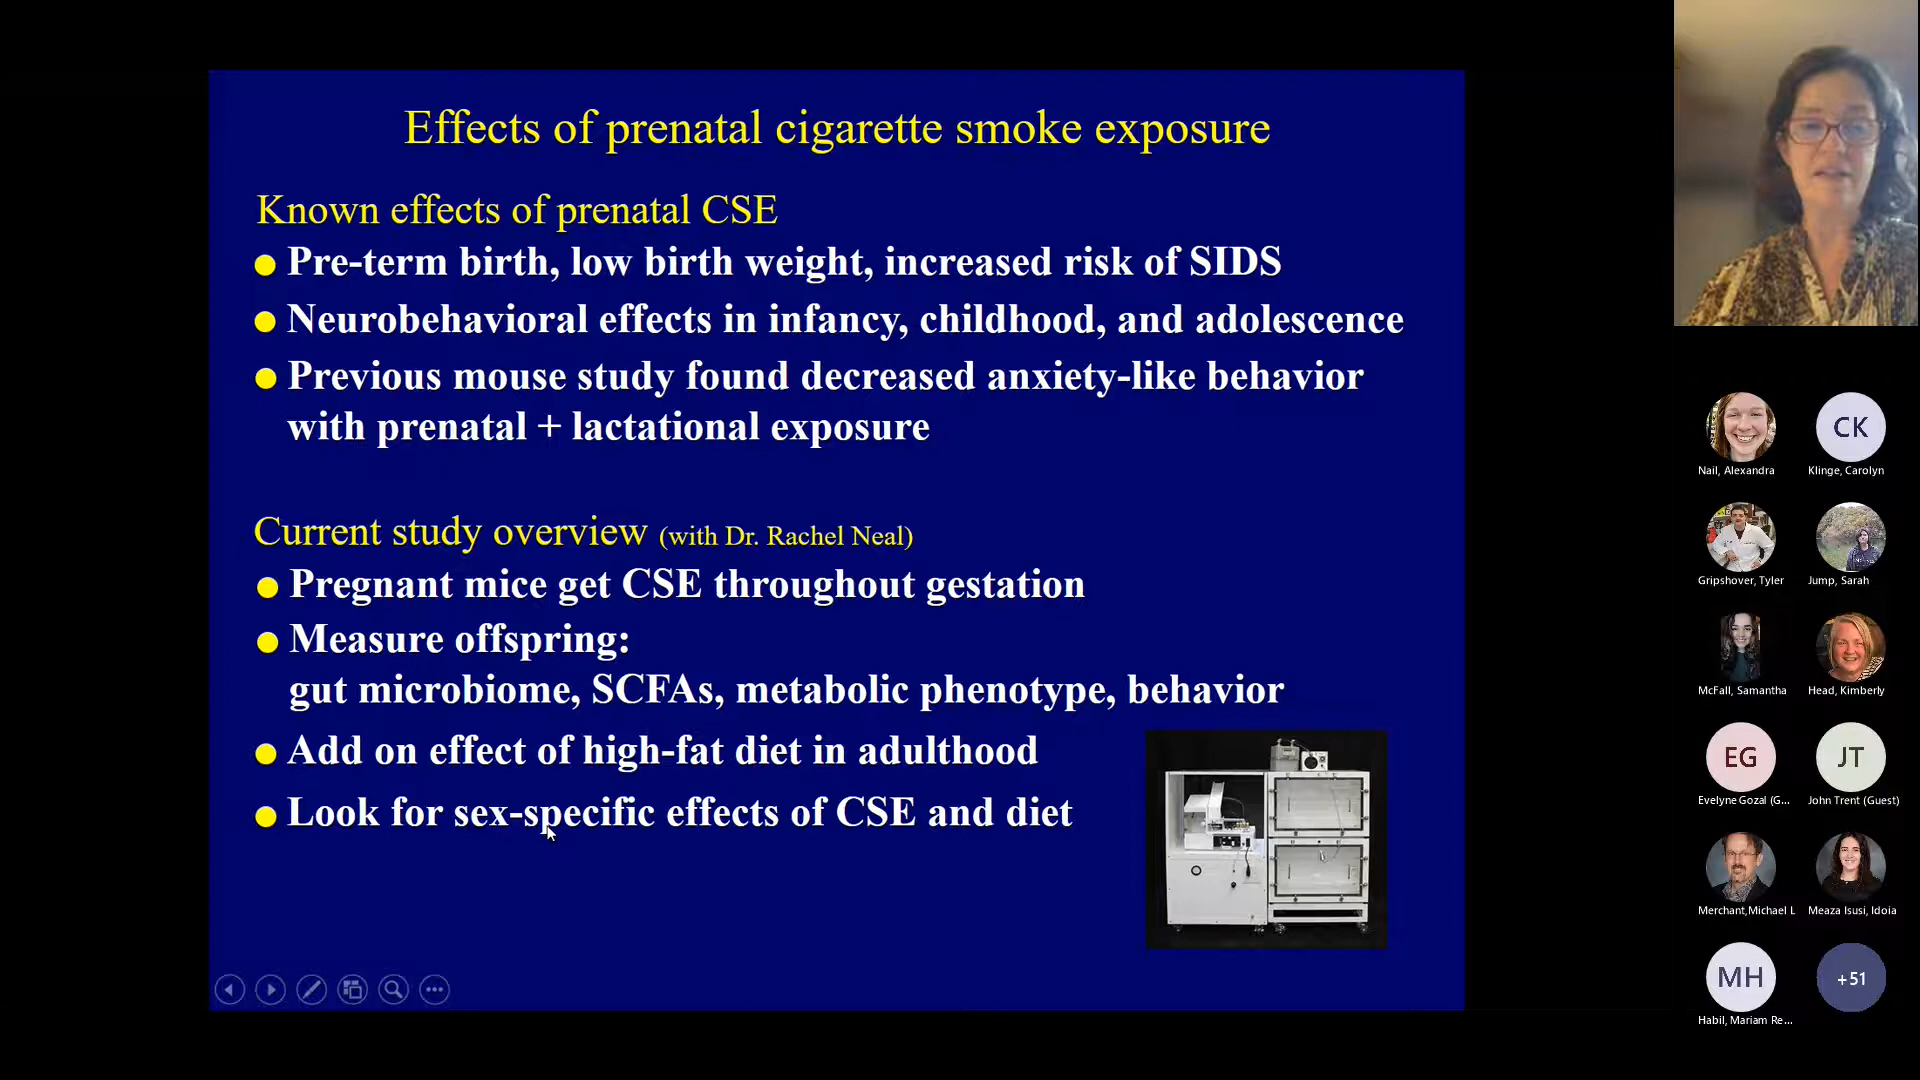 Effects of prenatal cigarette smoke exposure
Known effects of prenatal CSE
Pre-term birth, low birth weight, increased risk of SIDS
Neurobehavioral effects in infancy, childhood, and adolescence
Previous mouse study found decreased anxiety-like behavior
with prenatal + lactational exposure
Current study overview (with Dr. Rachel Neal)
Pregnant mice get CSE throughout gestation
Measure offspring:
gut microbiome, SCFAs, metabolic phenotype, behavior
Add on effect of high-fat diet in adulthood
Look for sex-specific effects of CSE and diet
Nail, Alexandra
CK
Klinge, Carolyn
Gripshover, Tyler
Jump, Sarah
McFall, Samantha
Head, Kimberly
EG
Evelyne Gozal (G...
JT
John Trent (Guest)
Merchant,Michael L
Meaza Isusi, Idoia
MH
Habil, Mariam Re...
+51